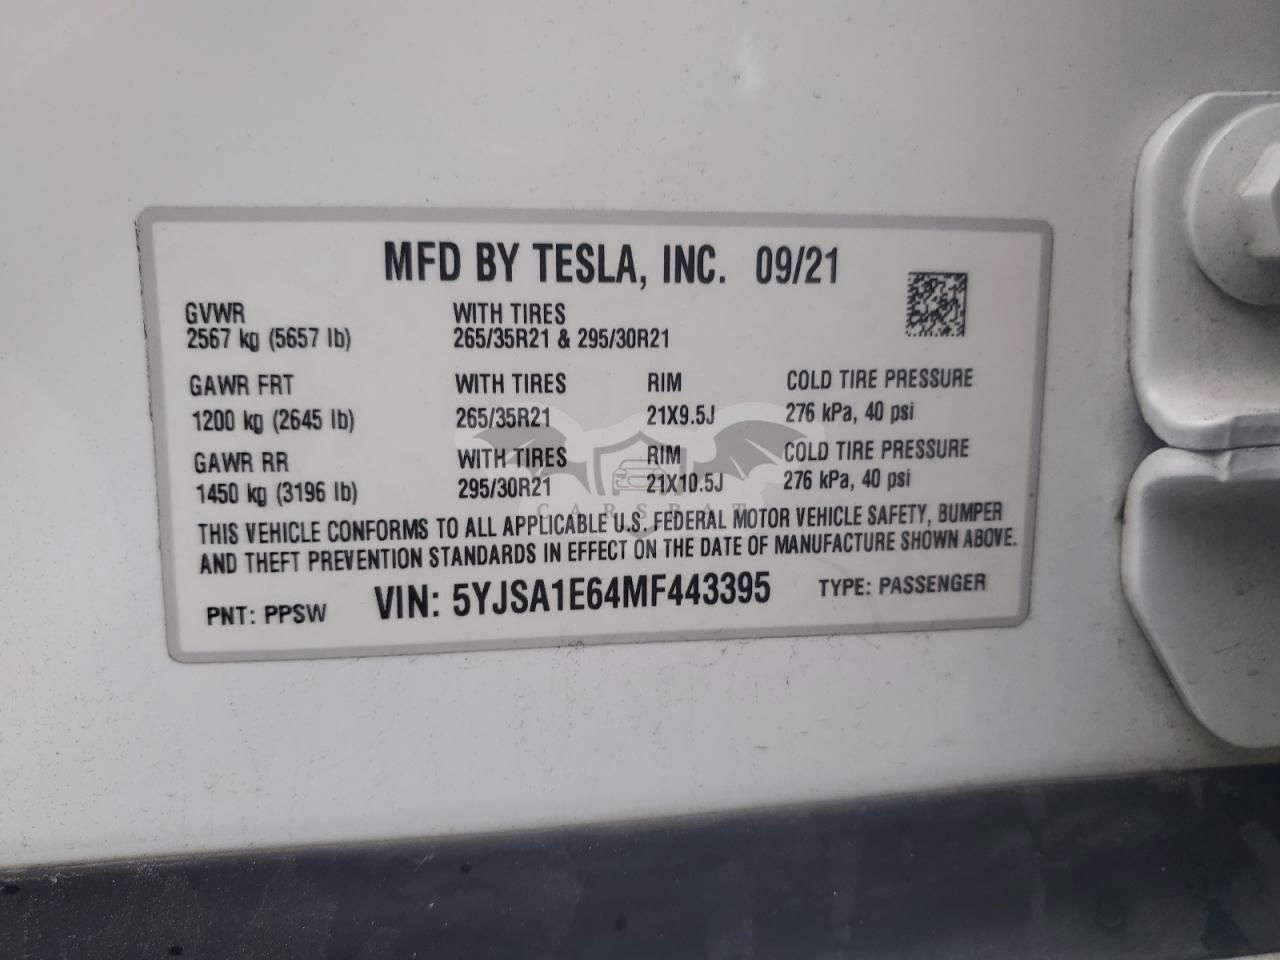 MFD BY TESLA, INC. 09/21
GVWR WITH TIRES
2567 kg (5657 lb) 265/35R21 & 295/30R21
GAWR FRT WITH TIRES RIM COLD TIRE PRESSURE
1200 kg (2645 lb) 265/35R21 21X9.5J 276 kPa, 40 psi
GAWR RR WITH TIRES RIM COLD TIRE PRESSURE
1450 kg (3196 lb) 295/30R21 21X10.5J 276 kPa, 40 psi
CARSBAT
THIS VEHICLE CONFORMS TO ALL APPLICABLE U.S. FEDERAL MOTOR VEHICLE SAFETY, BUMPER
AND THEFT PREVENTION STANDARDS IN EFFECT ON THE DATE OF MANUFACTURE SHOWN ABOVE.
PNT: PPSW VIN: 5YJSA1E64MF443395 TYPE: PASSENGER